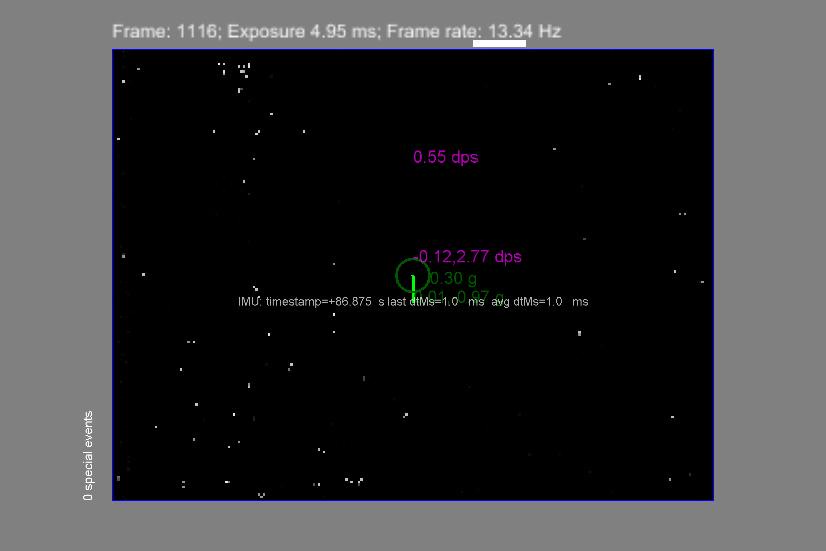 Frame: 1116; Exposure 4.95 ms; Frame rate: 13.34 Hz
0.55 dps
-0.12,2.77 dps
0.30 g
0.97 g
IMU: timestamp=+86.875 s last dtMs=1.0 ms avg dtMs=1.0 ms
0 special events